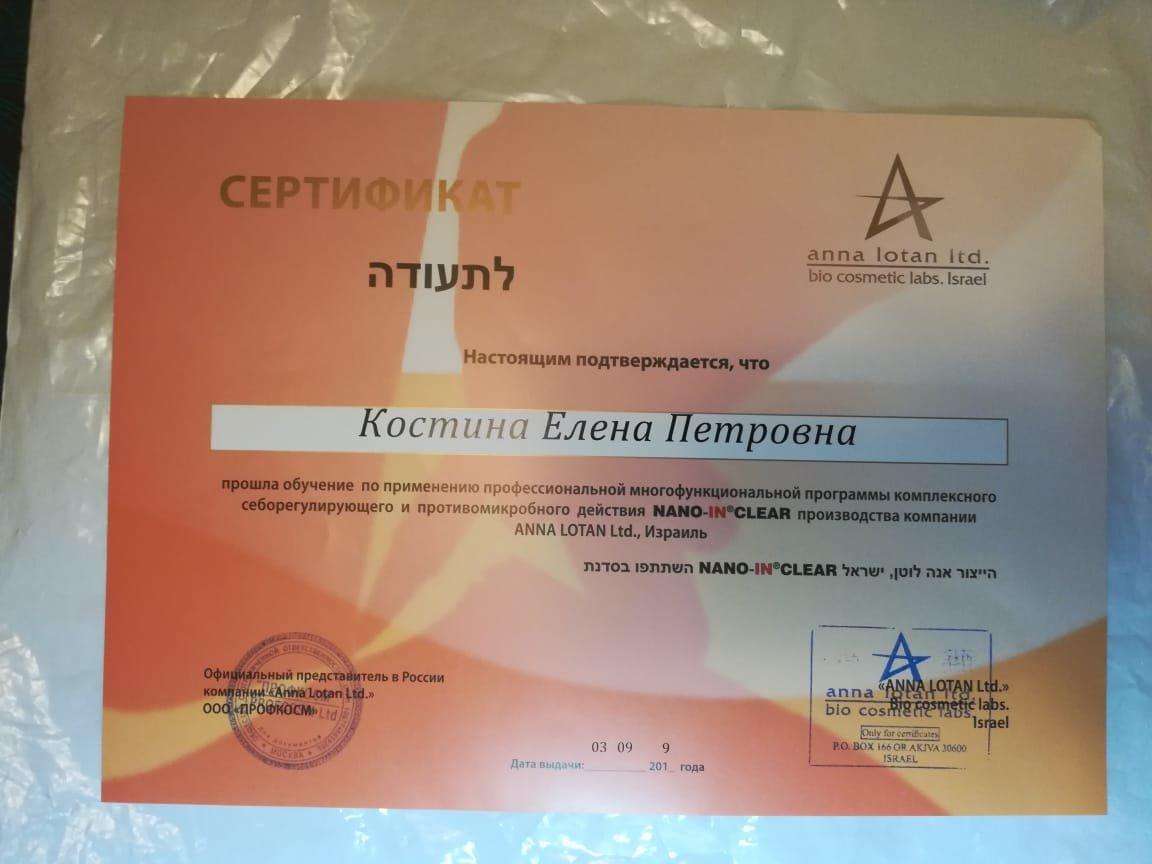 СЕРТИФИКАТ
לתעודה
anna lotan ltd.
bio cosmetic labs. Israel
Настоящим подтверждается, что
Костина Елена Петровна
прошла обучение по применению профессиональной многофункциональной программы комплексного
себорегулирующего и противомикробного действия NANO-IN®CLEAR производства компании
ANNA LOTAN Ltd., Израиль
הייצור אנה לוטן, ישראל NANO-IN®CLEAR השתתפו בסדנת
Официальный представитель в России
компании «Anna Lotan Ltd.»
ООО «ПРОФКОСМ»
МОСКВА
03 09 9
Дата выдачи:__________ 201_ года
«ANNA LOTAN Ltd.»
Bio cosmetic labs.
Israel
anna lotan ltd.
bio cosmetic labs
Only for certificates
P.O. BOX 166 OR AKIVA 30600
ISRAEL